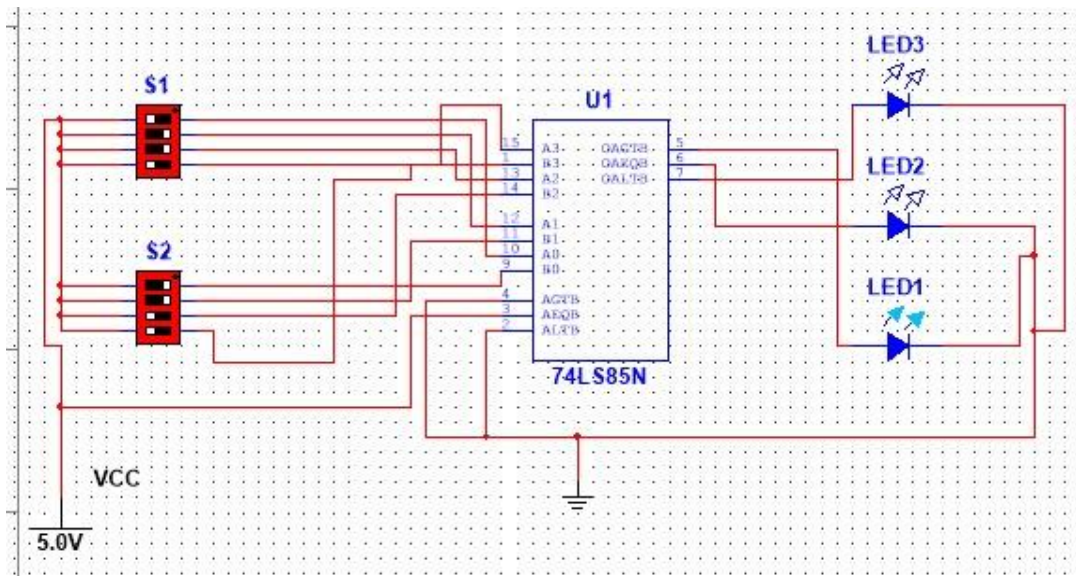 LED3
S1
U1
15 A3 OAGTB 5
1 B3 OAEQB 6
13 A2 OALTB 7
14 B2
LED2
12 A1
11 B1
10 A0
9 B0
S2
4 AGTB
3 AEQB
2 ALTB
LED1
74LS85N
VCC
5.0V